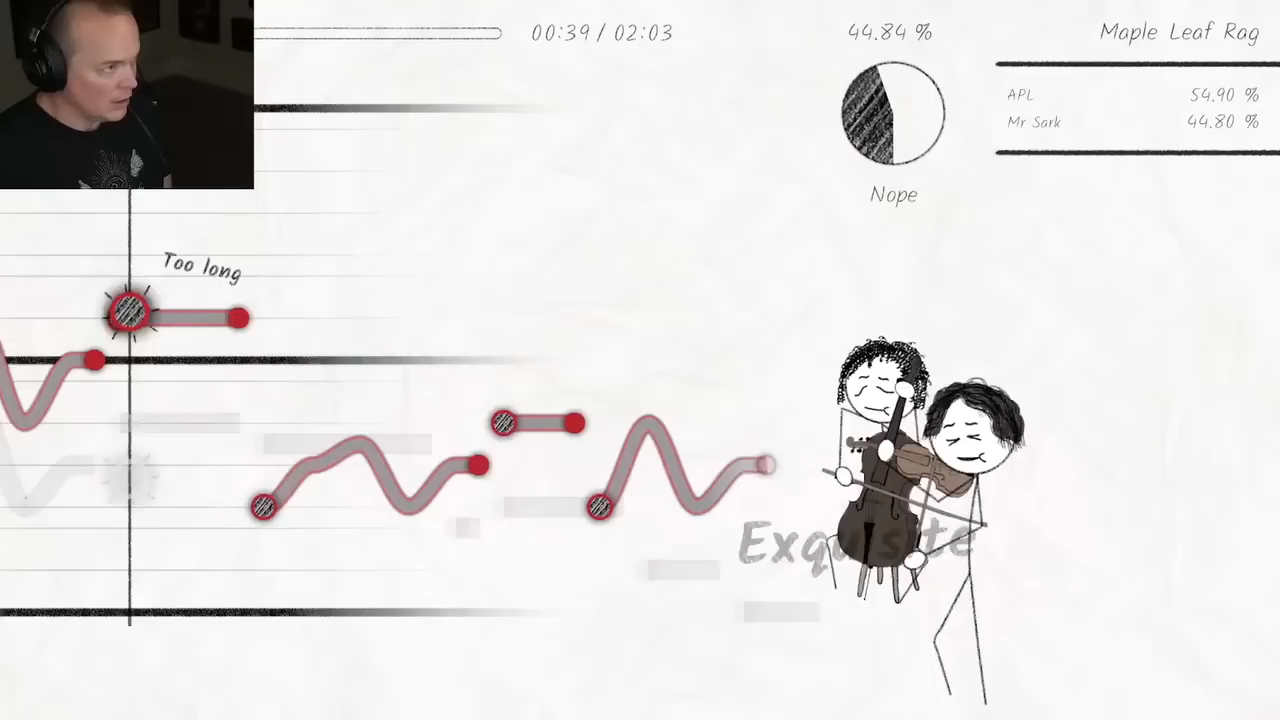 00:39 / 02:03
44.84 %
Maple Leaf Rag
APL 54.90 %
Mr Sark 44.80 %
Nope
Too long
Exquisite